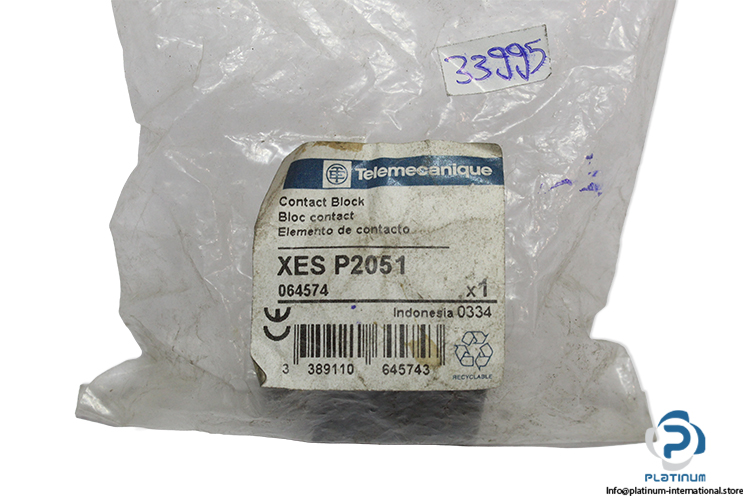 33995
Telemecanique
Contact Block
Bloc contact
Elemento de contacto
XES P2051
064574 x1
Indonesia 0334
CE
3 389110 645743
RECYCLABLE
PLATINUM
Info@platinum-international.store